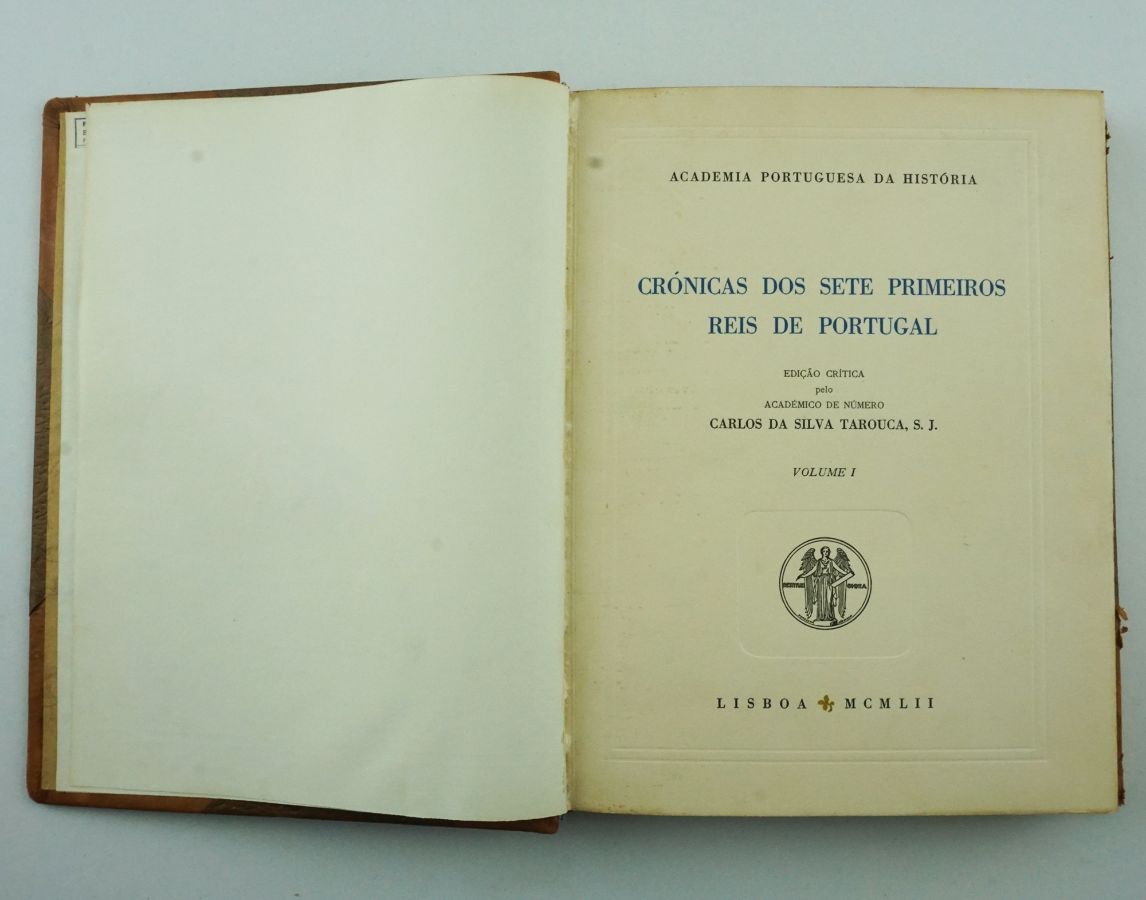 ACADEMIA PORTUGUESA DA HISTÓRIA
CRÓNICAS DOS SETE PRIMEIROS
REIS DE PORTUGAL
EDIÇÃO CRÍTICA
pelo
ACADÉMICO DE NÚMERO
CARLOS DA SILVA TAROUCA, S. J.
VOLUME I
LISBOA MCMLII